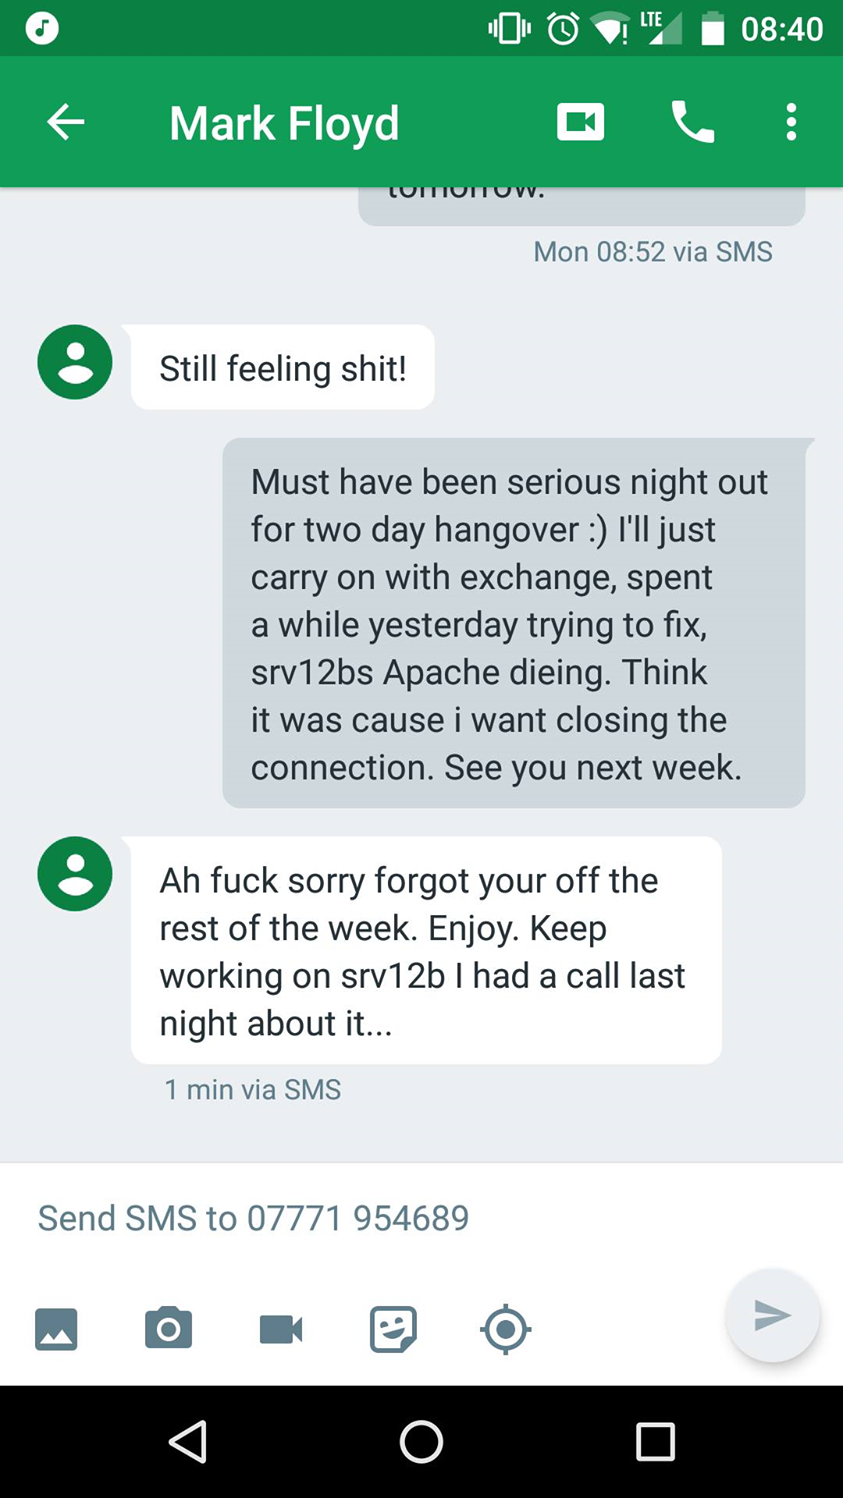 LTE
08:40
Mark Floyd
tomorrow.
Mon 08:52 via SMS
Still feeling shit!
Must have been serious night out
for two day hangover :) I'll just
carry on with exchange, spent
a while yesterday trying to fix,
srv12bs Apache dieing. Think
it was cause i want closing the
connection. See you next week.
Ah fuck sorry forgot your off the
rest of the week. Enjoy. Keep
working on srv12b I had a call last
night about it...
1 min via SMS
Send SMS to 07771 954689